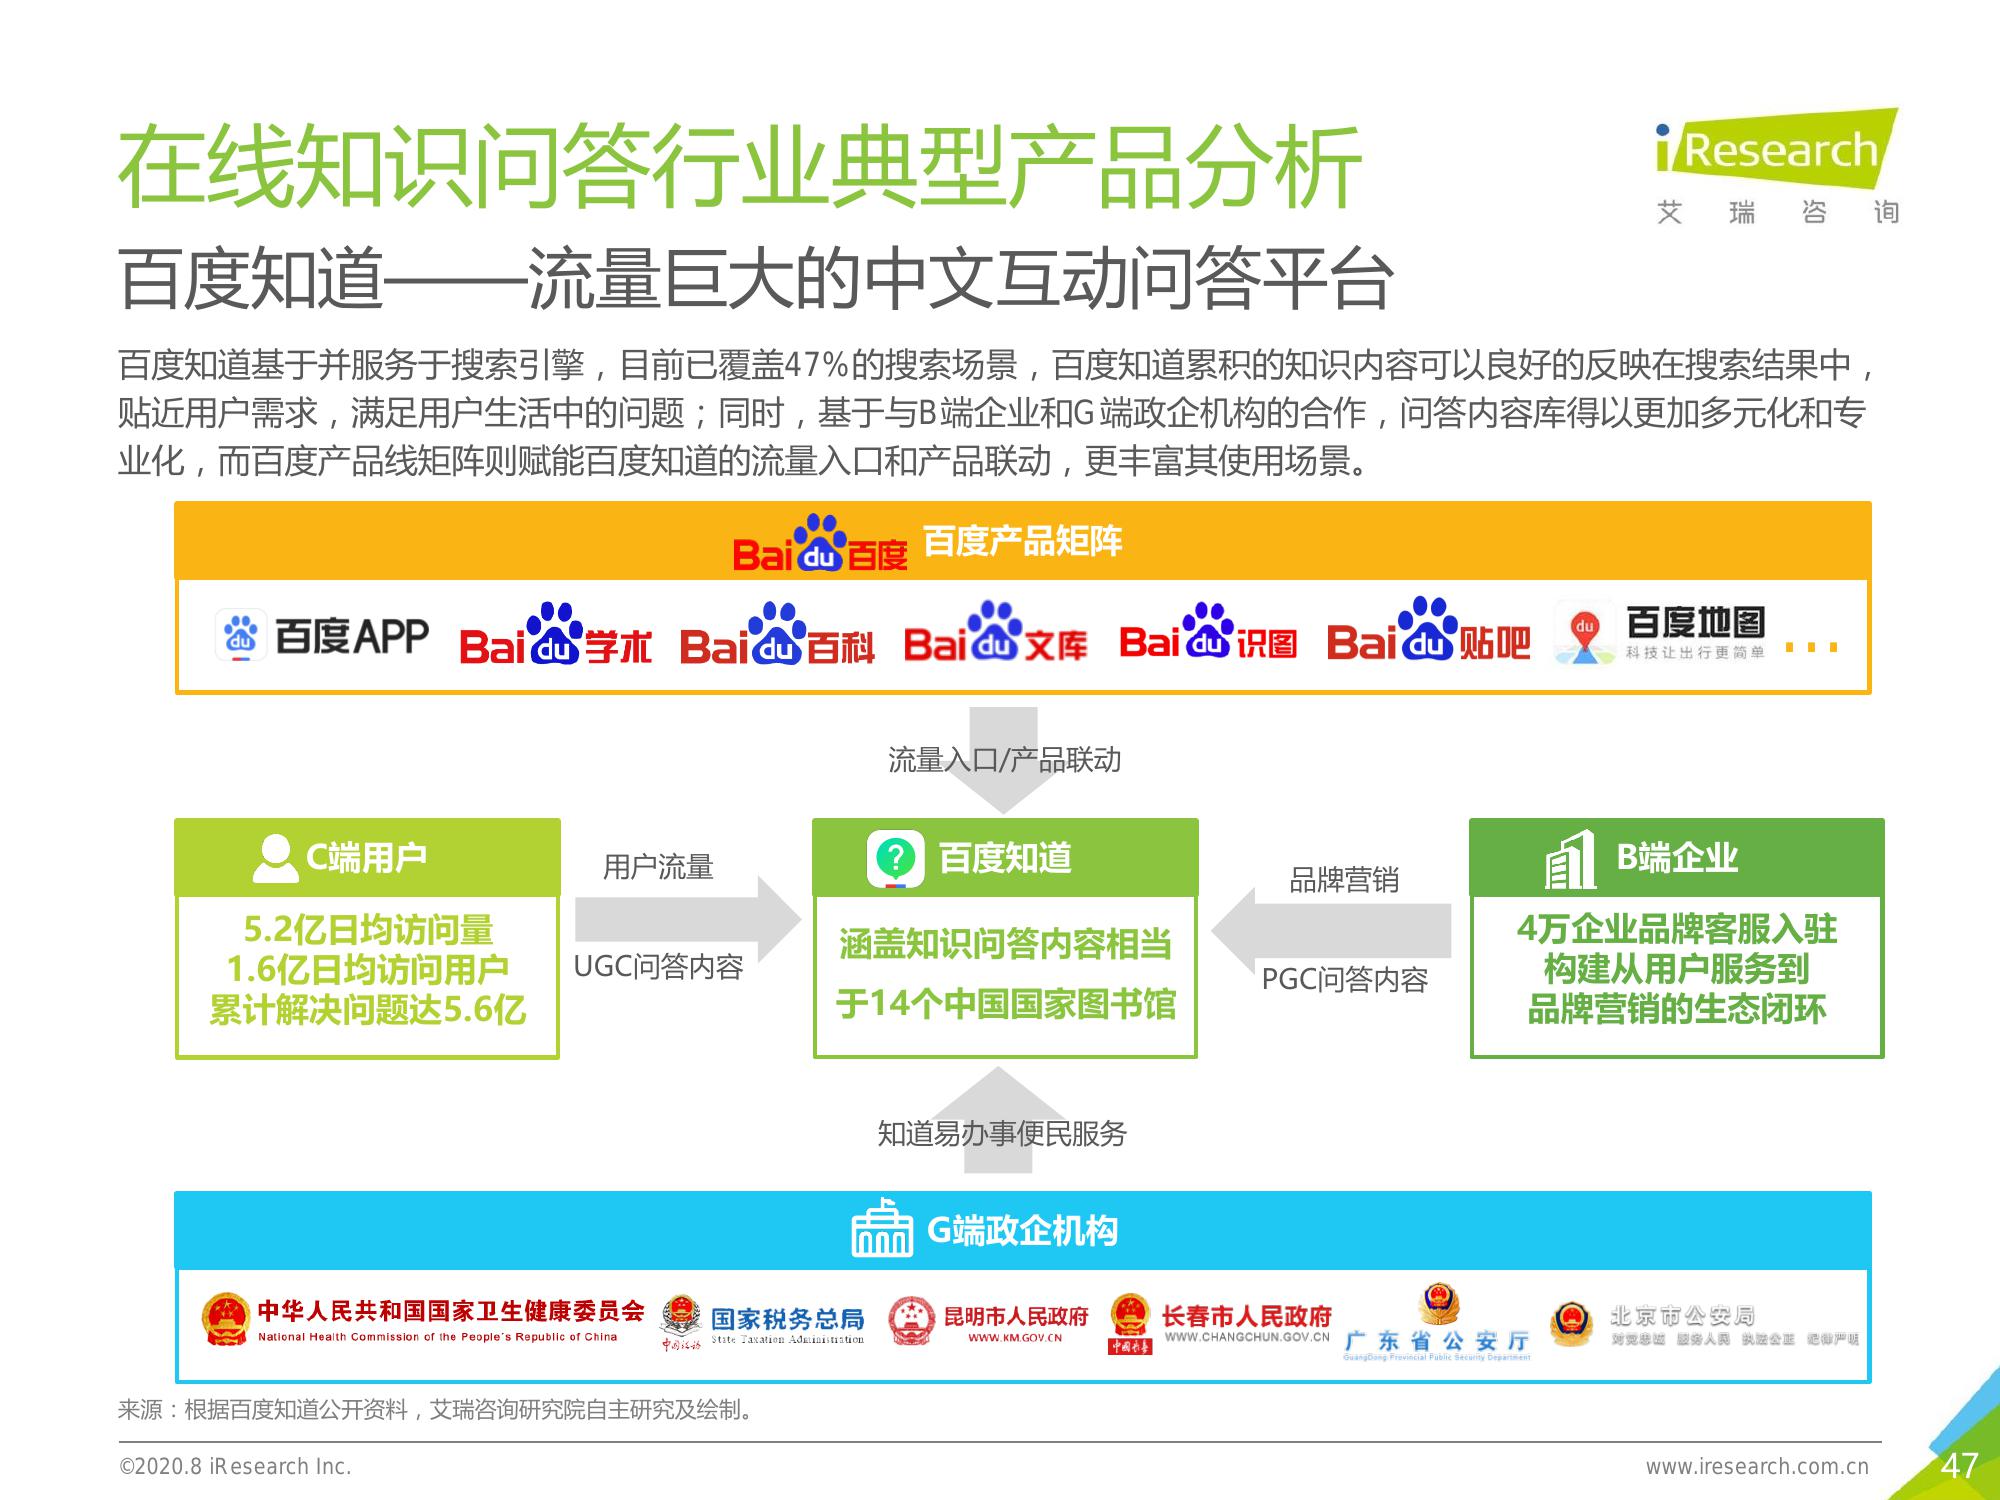 在线知识问答行业典型产品分析
iResearch
艾瑞咨询
百度知道——流量巨大的中文互动问答平台
百度知道基于并服务于搜索引擎，目前已覆盖47%的搜索场景，百度知道累积的知识内容可以良好的反映在搜索结果中，
贴近用户需求，满足用户生活中的问题；同时，基于与B端企业和G端政企机构的合作，问答内容库得以更加多元化和专
业化，而百度产品线矩阵则赋能百度知道的流量入口和产品联动，更丰富其使用场景。
Baidu百度 百度产品矩阵
du 百度APP
Baidu学术
Baidu百科
Baidu文库
Baidu识图
Baidu贴吧
du 百度地图
科技让出行更简单
...
流量入口/产品联动
C端用户
5.2亿日均访问量
1.6亿日均访问用户
累计解决问题达5.6亿
用户流量
UGC问答内容
? 百度知道
涵盖知识问答内容相当
于14个中国国家图书馆
品牌营销
PGC问答内容
B端企业
4万企业品牌客服入驻
构建从用户服务到
品牌营销的生态闭环
知道易办事便民服务
G端政企机构
中华人民共和国国家卫生健康委员会
National Health Commission of the People's Republic of China
国家税务总局
State Taxation Administration
昆明市人民政府
WWW.KM.GOV.CN
中国长春
长春市人民政府
WWW.CHANGCHUN.GOV.CN
广东省公安厅
GuangDong Provincial Public Security Department
北京市公安局
对党忠诚 服务人民 执法公正 纪律严明
来源：根据百度知道公开资料，艾瑞咨询研究院自主研究及绘制。
©2020.8 iResearch Inc.
www.iresearch.com.cn
47